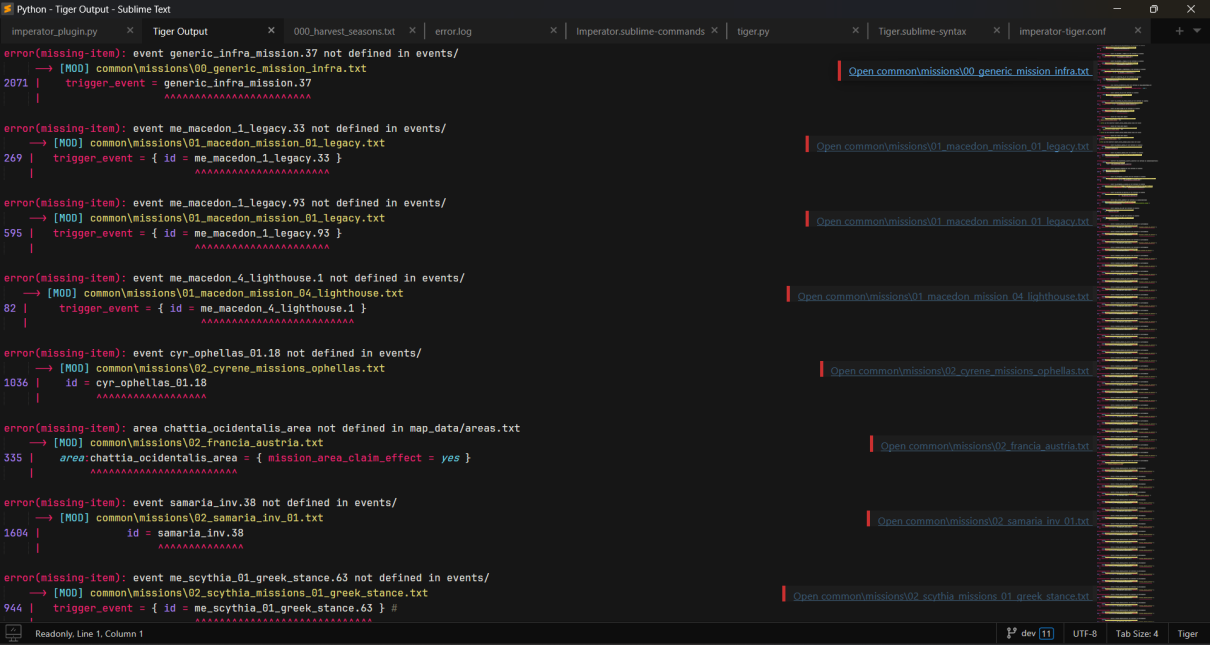 Python - Tiger Output - Sublime Text
imperator_plugin.py
Tiger Output
000_harvest_seasons.txt
error.log
Imperator.sublime-commands
tiger.py
Tiger.sublime-syntax
imperator-tiger.conf
error(missing-item): event generic_infra_mission.37 not defined in events/
--> [MOD] common\missions\00_generic_mission_infra.txt
Open common\missions\00_generic_mission_infra.txt
2071 | trigger_event = generic_infra_mission.37
| ^^^^^^^^^^^^^^^^^^^^^^^^
error(missing-item): event me_macedon_1_legacy.33 not defined in events/
--> [MOD] common\missions\01_macedon_mission_01_legacy.txt
Open common\missions\01_macedon_mission_01_legacy.txt
269 | trigger_event = { id = me_macedon_1_legacy.33 }
| ^^^^^^^^^^^^^^^^^^^^^^
error(missing-item): event me_macedon_1_legacy.93 not defined in events/
--> [MOD] common\missions\01_macedon_mission_01_legacy.txt
Open common\missions\01_macedon_mission_01_legacy.txt
595 | trigger_event = { id = me_macedon_1_legacy.93 }
| ^^^^^^^^^^^^^^^^^^^^^^
error(missing-item): event me_macedon_4_lighthouse.1 not defined in events/
--> [MOD] common\missions\01_macedon_mission_04_lighthouse.txt
Open common\missions\01_macedon_mission_04_lighthouse.txt
82 | trigger_event = { id = me_macedon_4_lighthouse.1 }
| ^^^^^^^^^^^^^^^^^^^^^^^^^
error(missing-item): event cyr_ophellas_01.18 not defined in events/
--> [MOD] common\missions\02_cyrene_missions_ophellas.txt
Open common\missions\02_cyrene_missions_ophellas.txt
1036 | id = cyr_ophellas_01.18
| ^^^^^^^^^^^^^^^^^^
error(missing-item): area chattia_ocidentalis_area not defined in map_data/areas.txt
--> [MOD] common\missions\02_francia_austria.txt
Open common\missions\02_francia_austria.txt
335 | area:chattia_ocidentalis_area = { mission_area_claim_effect = yes }
| ^^^^^^^^^^^^^^^^^^^^^^^^
error(missing-item): event samaria_inv.38 not defined in events/
--> [MOD] common\missions\02_samaria_inv_01.txt
Open common\missions\02_samaria_inv_01.txt
1604 | id = samaria_inv.38
| ^^^^^^^^^^^^^^
error(missing-item): event me_scythia_01_greek_stance.63 not defined in events/
--> [MOD] common\missions\02_scythia_missions_01_greek_stance.txt
Open common\missions\02_scythia_missions_01_greek_stance.txt
944 | trigger_event = { id = me_scythia_01_greek_stance.63 } #
| ^^^^^^^^^^^^^^^^^^^^^^^^^^^^^
Readonly, Line 1, Column 1
dev 11
UTF-8
Tab Size: 4
Tiger